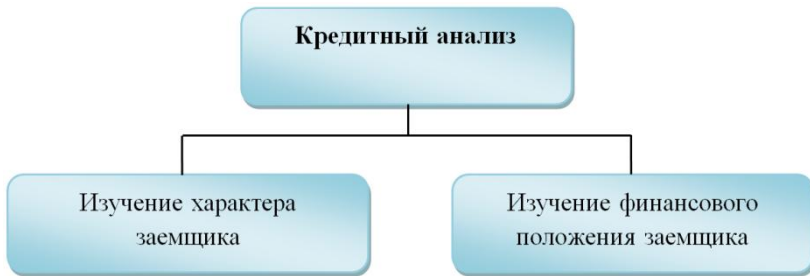 Кредитный анализ
Изучение характера
заемщика
Изучение финансового
положения заемщика